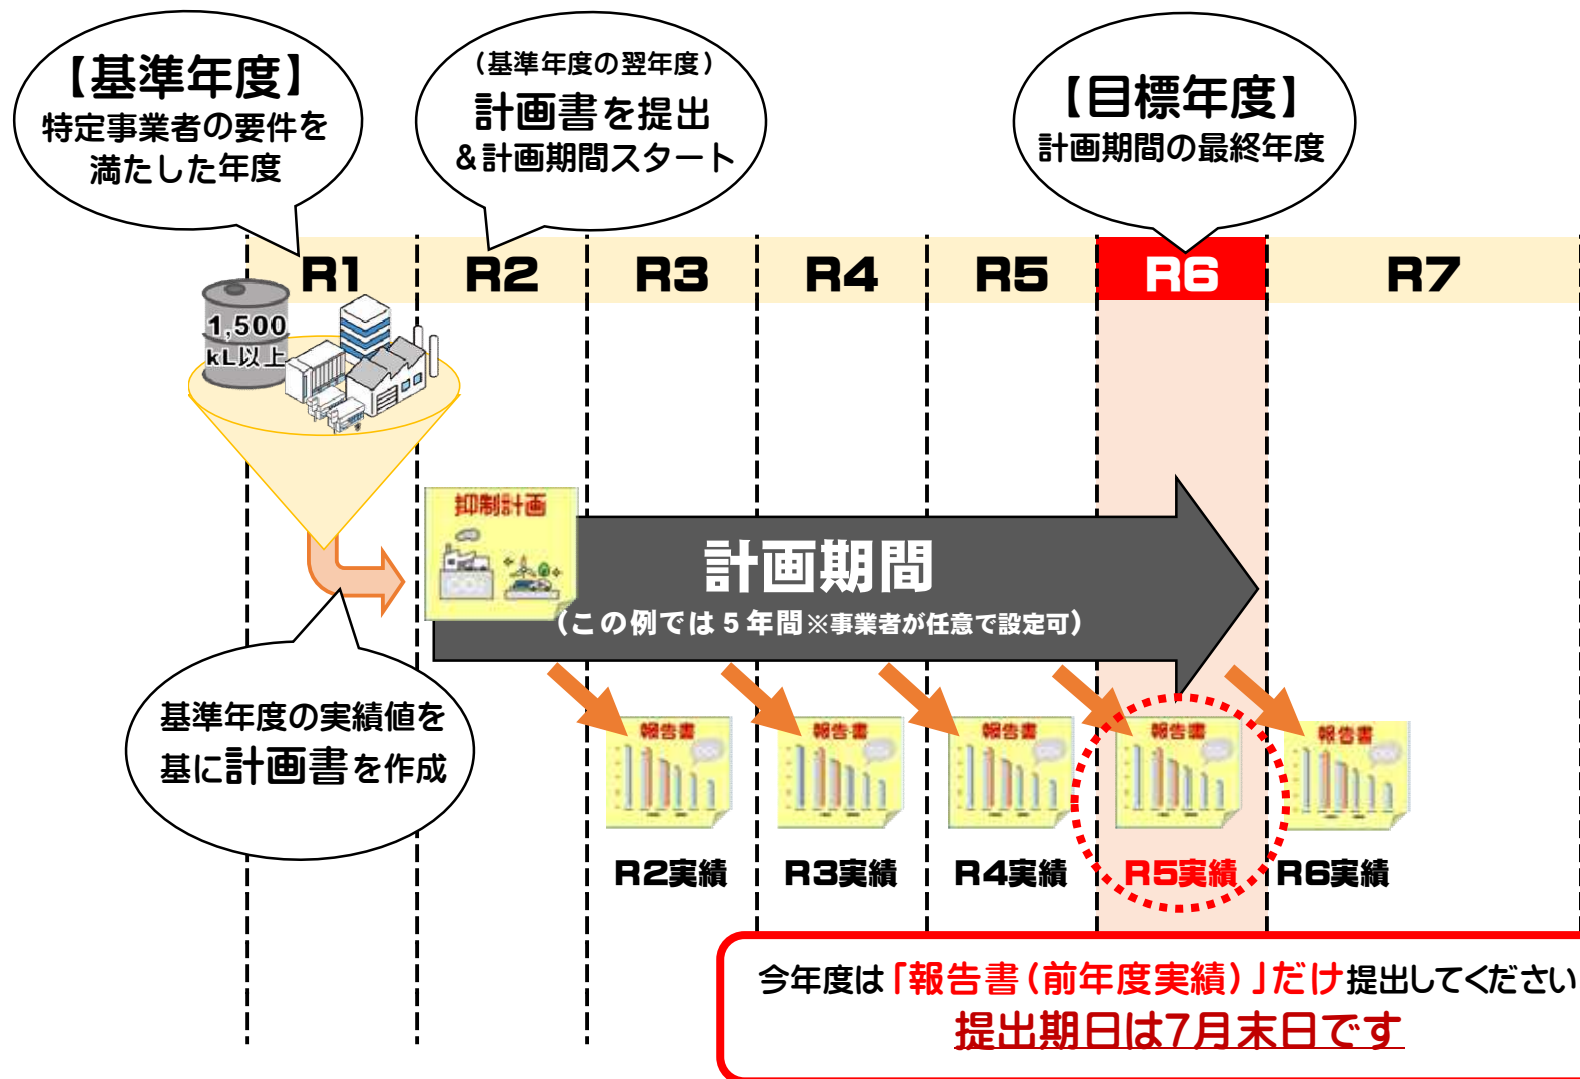 【基準年度】
特定事業者の要件を
満たした年度
(基準年度の翌年度)
計画書を提出
&計画期間スタート
【目標年度】
計画期間の最終年度
R1
R2
R3
R4
R5
R6
R7
1,500
kL以上
抑制計画
計画期間
(この例では5年間※事業者が任意で設定可)
基準年度の実績値を
基に計画書を作成
報告書
報告書
報告書
報告書
報告書
R2実績
R3実績
R4実績
R5実績
R6実績
今年度は「報告書(前年度実績)」だけ提出してください
提出期日は7月末日です